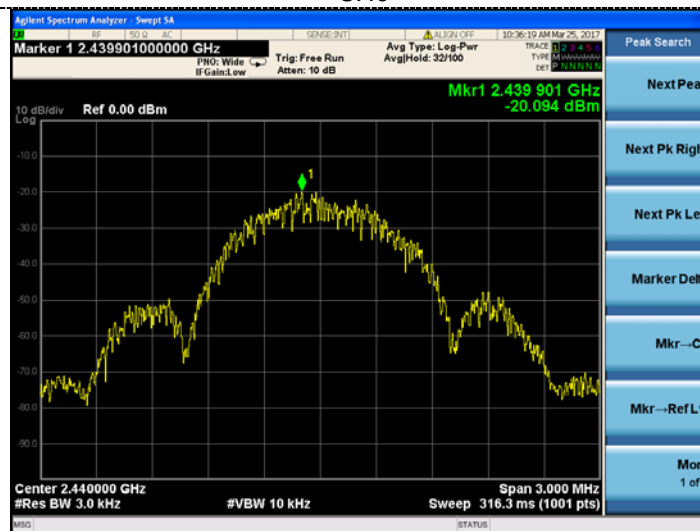 Agilent Spectrum Analyzer - Swept SA
RF 50 Ω AC SENSE:INT ALIGN OFF 10:36:19 AM Mar 25, 2017
Marker 1 2.439901000000 GHz
PNO: Wide Trig: Free Run Avg Type: Log-Pwr TRACE 1 2 3 4 5 6
IFGain:Low Atten: 10 dB Avg|Hold: 32/100 TYPE M
DET P N N N N N
Peak Search
Mkr1 2.439 901 GHz
-20.094 dBm
10 dB/div Ref 0.00 dBm
Log
-10.0
-20.0
-30.0
-40.0
-50.0
-60.0
-70.0
-80.0
-90.0
1
Next Pea
Next Pk Righ
Next Pk Le
Marker Delt
Mkr→C
Mkr→Ref L
Mor
1 of
Center 2.440000 GHz Span 3.000 MHz
#Res BW 3.0 kHz #VBW 10 kHz Sweep 316.3 ms (1001 pts)
MSG STATUS